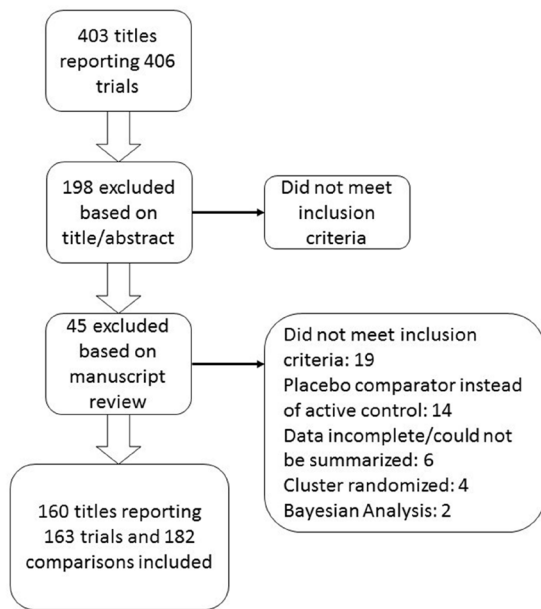 403 titles
reporting 406
trials
198 excluded
based on
title/abstract
Did not meet
inclusion
criteria
45 excluded
based on
manuscript
review
Did not meet inclusion
criteria: 19
Placebo comparator instead
of active control: 14
Data incomplete/could not
be summarized: 6
Cluster randomized: 4
Bayesian Analysis: 2
160 titles reporting
163 trials and 182
comparisons included